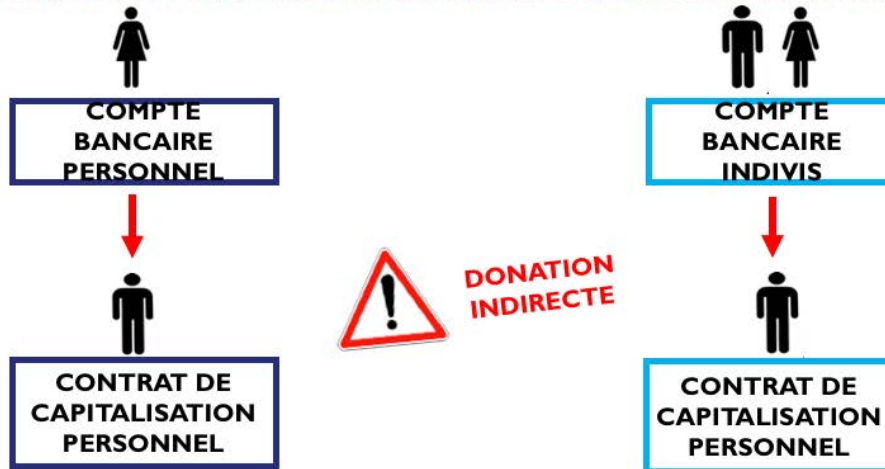 COMPTE
BANCAIRE
PERSONNEL
COMPTE
BANCAIRE
INDIVIS
DONATION
INDIRECTE
CONTRAT DE
CAPITALISATION
PERSONNEL
CONTRAT DE
CAPITALISATION
PERSONNEL